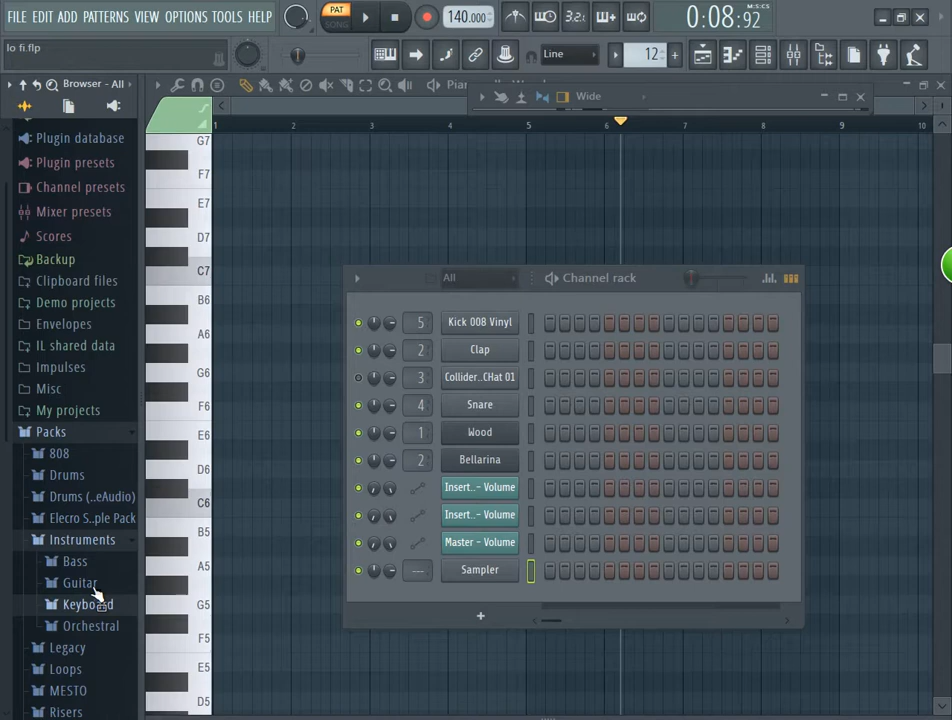 FILE EDIT ADD PATTERNS VIEW OPTIONS TOOLS HELP
PAT
SONG
140.000
3.2.
0:08:92
M:S:CS
lo fi.flp
Line
12
Browser - All
Wide
1 2 3 4 5 6 7 8 9 10
Plugin database
Plugin presets
Channel presets
Mixer presets
Scores
Backup
Clipboard files
Demo projects
Envelopes
IL shared data
Impulses
Misc
My projects
Packs
808
Drums
Drums (..eAudio)
Elecro S..ple Pack
Instruments
Bass
Guitar
Keyboard
Orchestral
Legacy
Loops
MESTO
Risers
G7
F7
E7
D7
C7
B6
A6
G6
F6
E6
D6
C6
B5
A5
G5
F5
E5
D5
All
Channel rack
5 Kick 008 Vinyl
2 Clap
3 Collider..CHat 01
4 Snare
1 Wood
2 Bellarina
Insert..- Volume
Insert..- Volume
Master - Volume
--- Sampler
+